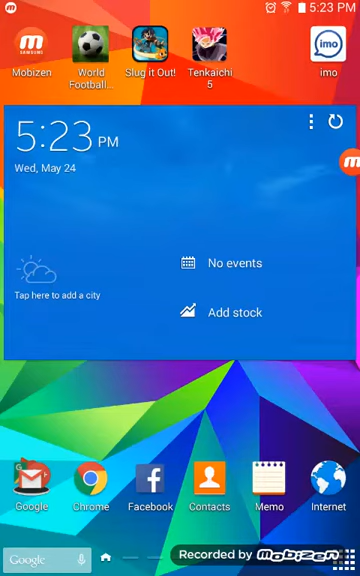 5:23 PM
Mobizen
World Football...
Slug it Out!
Tenkaichi 5
imo
imo
5:23 PM
Wed, May 24
No events
Tap here to add a city
Add stock
Google
Chrome
Facebook
Contacts
Memo
Internet
Google
Recorded by Mobizen